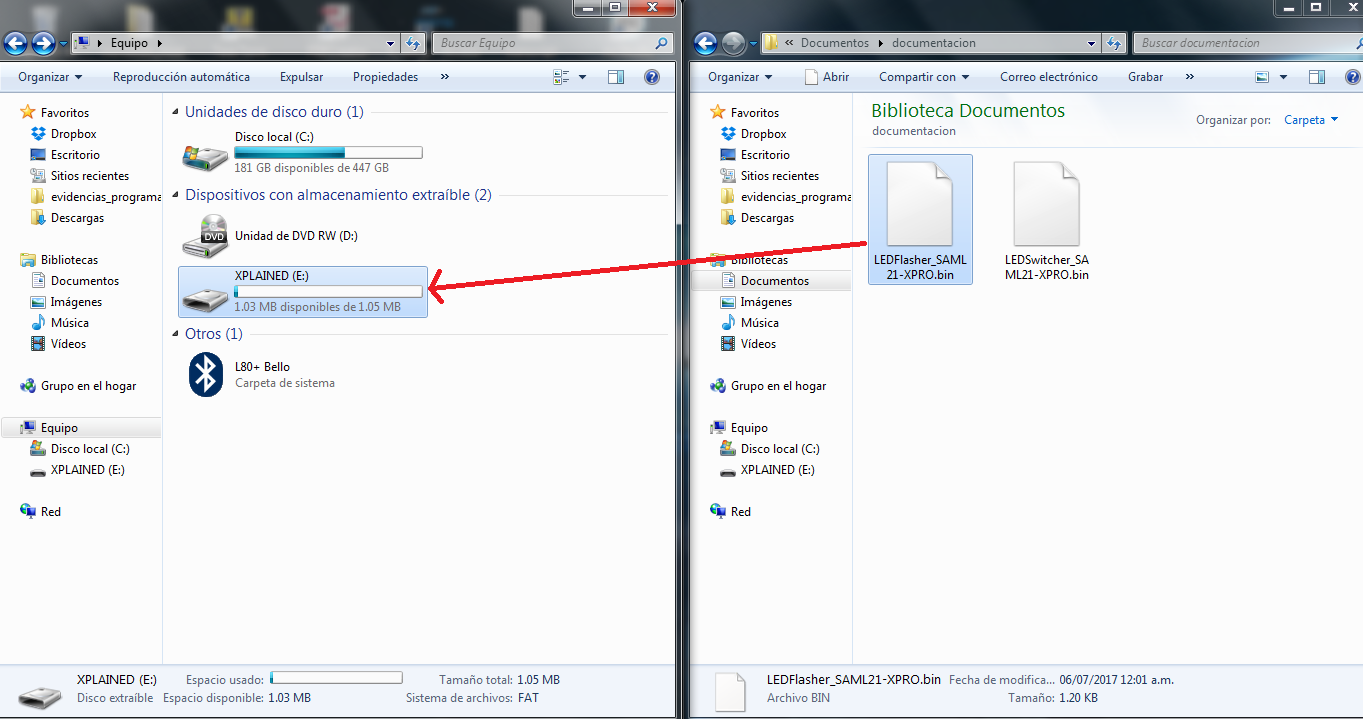 Equipo
Buscar Equipo
Organizar
Reproducción automática
Expulsar
Propiedades
»
Favoritos
Dropbox
Escritorio
Sitios recientes
evidencias_programa
Descargas
Bibliotecas
Documentos
Imágenes
Música
Vídeos
Grupo en el hogar
Equipo
Disco local (C:)
XPLAINED (E:)
Red
Unidades de disco duro (1)
Disco local (C:)
181 GB disponibles de 447 GB
Dispositivos con almacenamiento extraíble (2)
DVD
Unidad de DVD RW (D:)
XPLAINED (E:)
1.03 MB disponibles de 1.05 MB
Otros (1)
L80+ Bello
Carpeta de sistema
XPLAINED (E:) Espacio usado: Tamaño total: 1.05 MB
Disco extraíble Espacio disponible: 1.03 MB Sistema de archivos: FAT
« Documentos documentacion
Buscar documentacion
Organizar
Abrir
Compartir con
Correo electrónico
Grabar
»
Favoritos
Dropbox
Escritorio
Sitios recientes
evidencias_programa
Descargas
Bibliotecas
Documentos
Imágenes
Música
Vídeos
Grupo en el hogar
Equipo
Disco local (C:)
XPLAINED (E:)
Red
Biblioteca Documentos
documentacion
Organizar por: Carpeta
LEDFlasher_SAML
21-XPRO.bin
LEDSwitcher_SA
ML21-XPRO.bin
LEDFlasher_SAML21-XPRO.bin Fecha de modifica... 06/07/2017 12:01 a.m.
Archivo BIN Tamaño: 1.20 KB